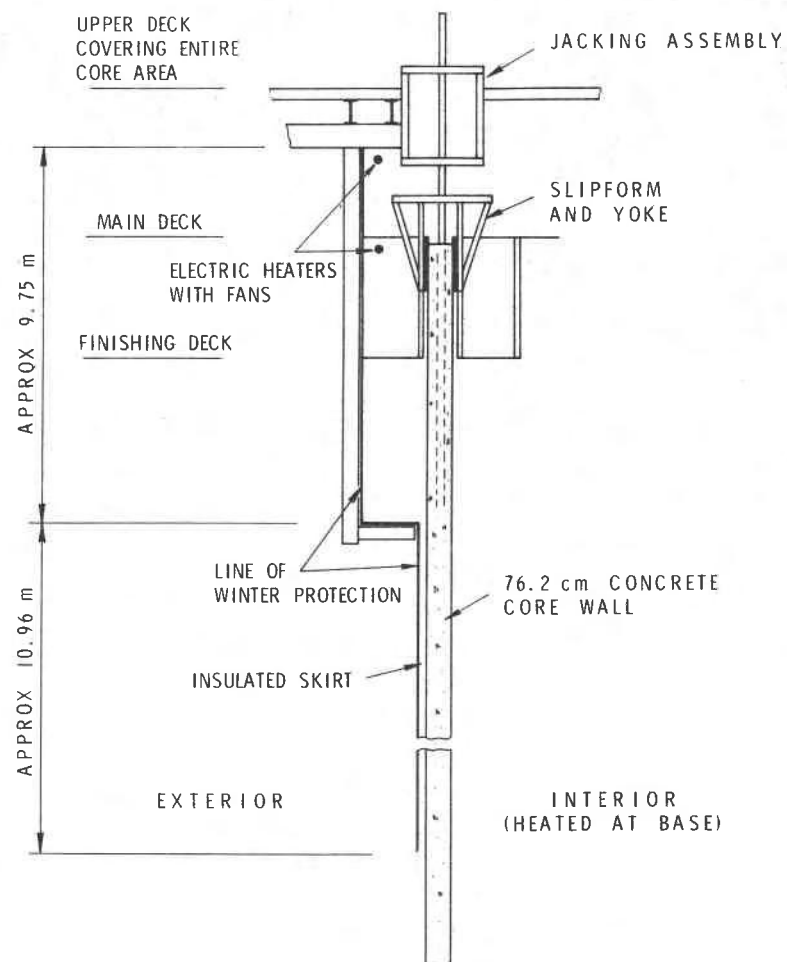 UPPER DECK
COVERING ENTIRE
CORE AREA
JACKING ASSEMBLY
SLIPFORM
AND YOKE
MAIN DECK
ELECTRIC HEATERS
WITH FANS
FINISHING DECK
APPROX 9.75 m
LINE OF
WINTER PROTECTION
76.2 cm CONCRETE
CORE WALL
INSULATED SKIRT
APPROX 10.96 m
EXTERIOR
INTERIOR
(HEATED AT BASE)